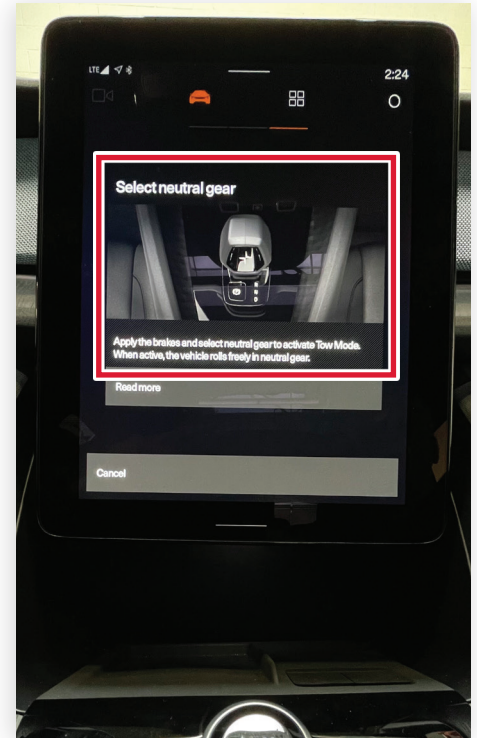 LTE
2:24
Select neutral gear
Apply the brakes and select neutral gear to activate Tow Mode.
When active, the vehicle rolls freely in neutral gear.
Read more
Cancel